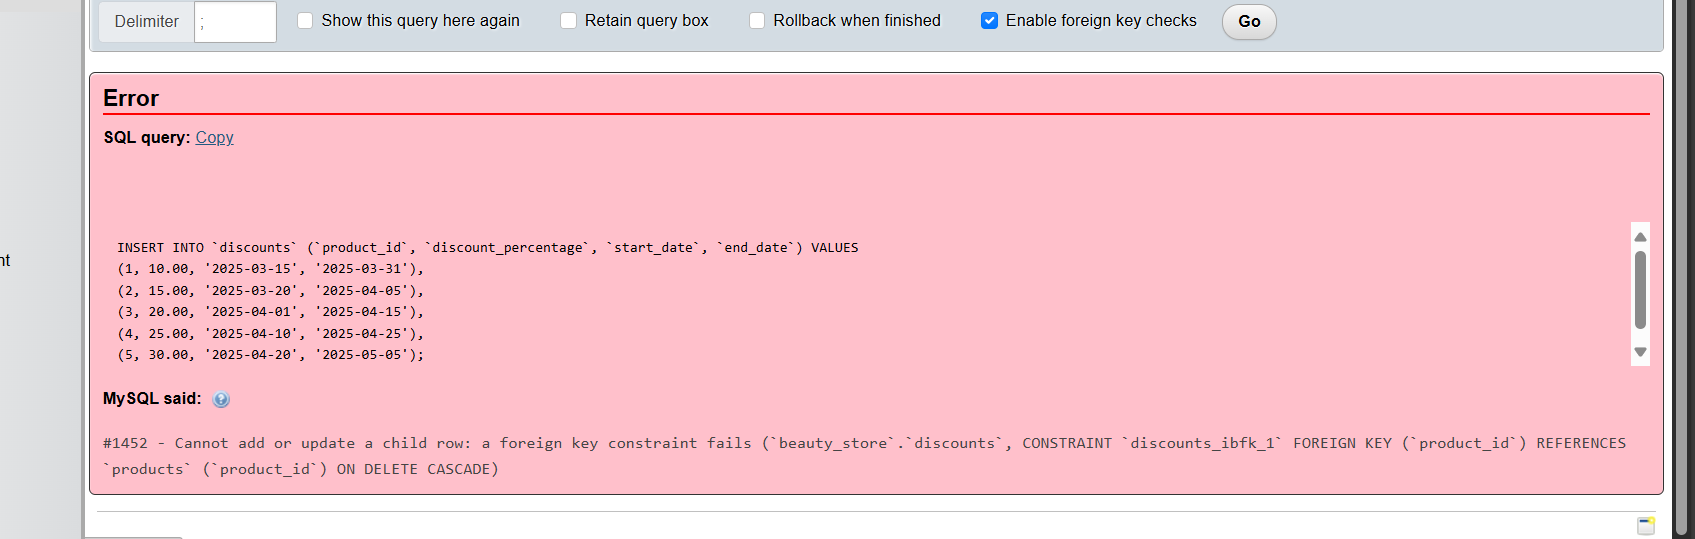 Delimiter ; Show this query here again Retain query box Rollback when finished Enable foreign key checks Go
Error
SQL query: Copy
nt
INSERT INTO `discounts` (`product_id`, `discount_percentage`, `start_date`, `end_date`) VALUES
(1, 10.00, '2025-03-15', '2025-03-31'),
(2, 15.00, '2025-03-20', '2025-04-05'),
(3, 20.00, '2025-04-01', '2025-04-15'),
(4, 25.00, '2025-04-10', '2025-04-25'),
(5, 30.00, '2025-04-20', '2025-05-05');
MySQL said:
#1452 - Cannot add or update a child row: a foreign key constraint fails (`beauty_store`.`discounts`, CONSTRAINT `discounts_ibfk_1` FOREIGN KEY (`product_id`) REFERENCES
`products` (`product_id`) ON DELETE CASCADE)